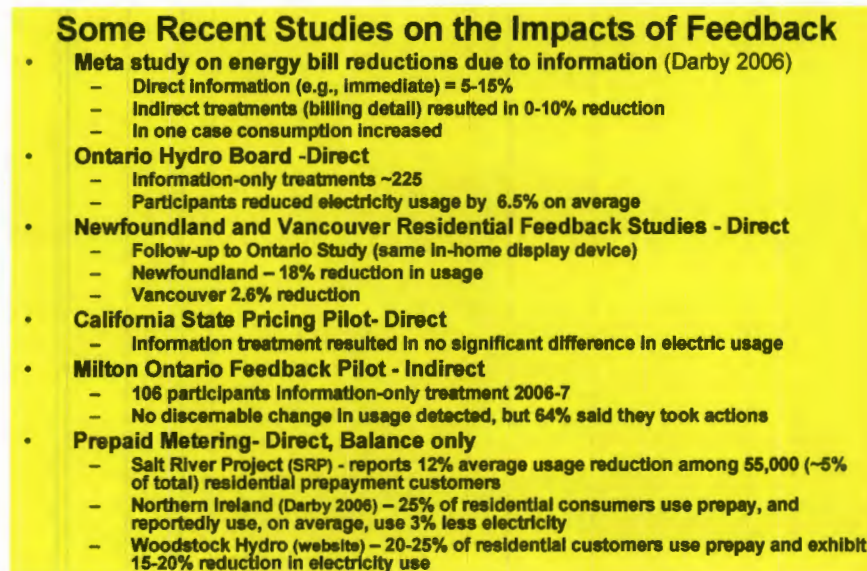 Some Recent Studies on the Impacts of Feedback
• Meta study on energy bill reductions due to information (Darby 2006)
– Direct information (e.g., immediate) = 5-15%
– Indirect treatments (billing detail) resulted in 0-10% reduction
– In one case consumption increased
• Ontario Hydro Board -Direct
– Information-only treatments ~225
– Participants reduced electricity usage by 6.5% on average
• Newfoundland and Vancouver Residential Feedback Studies - Direct
– Follow-up to Ontario Study (same in-home display device)
– Newfoundland – 18% reduction in usage
– Vancouver 2.6% reduction
• California State Pricing Pilot- Direct
– Information treatment resulted in no significant difference in electric usage
• Milton Ontario Feedback Pilot - Indirect
– 106 participants information-only treatment 2006-7
– No discernable change in usage detected, but 64% said they took actions
• Prepaid Metering- Direct, Balance only
– Salt River Project (SRP) - reports 12% average usage reduction among 55,000 (~5%
of total) residential prepayment customers
– Northern Ireland (Darby 2006) – 25% of residential consumers use prepay, and
reportedly use, on average, use 3% less electricity
– Woodstock Hydro (website) – 20-25% of residential customers use prepay and exhibit
15-20% reduction in electricity use